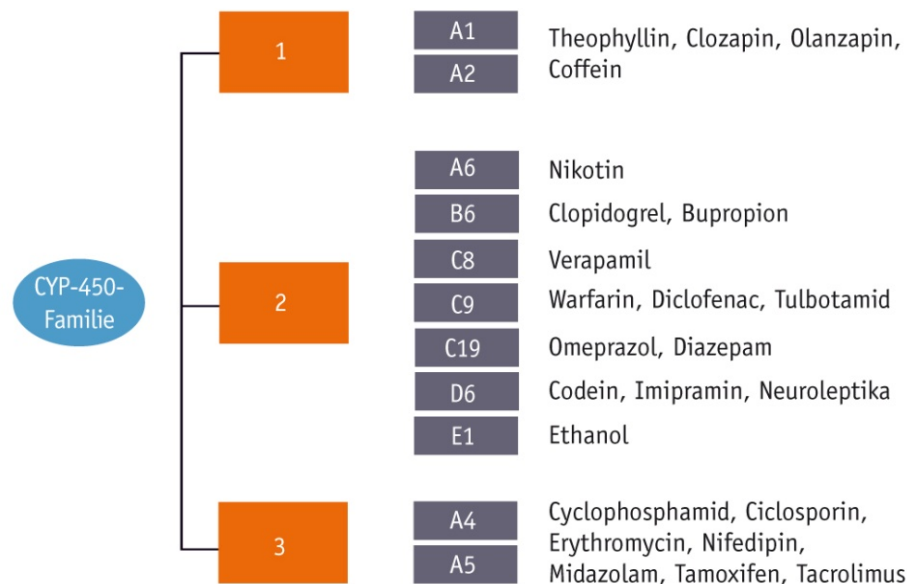 CYP-450-
Familie
1
A1
A2
Theophyllin, Clozapin, Olanzapin,
Coffein
2
A6
Nikotin
B6
Clopidogrel, Bupropion
C8
Verapamil
C9
Warfarin, Diclofenac, Tulbotamid
C19
Omeprazol, Diazepam
D6
Codein, Imipramin, Neuroleptika
E1
Ethanol
3
A4
A5
Cyclophosphamid, Ciclosporin,
Erythromycin, Nifedipin,
Midazolam, Tamoxifen, Tacrolimus